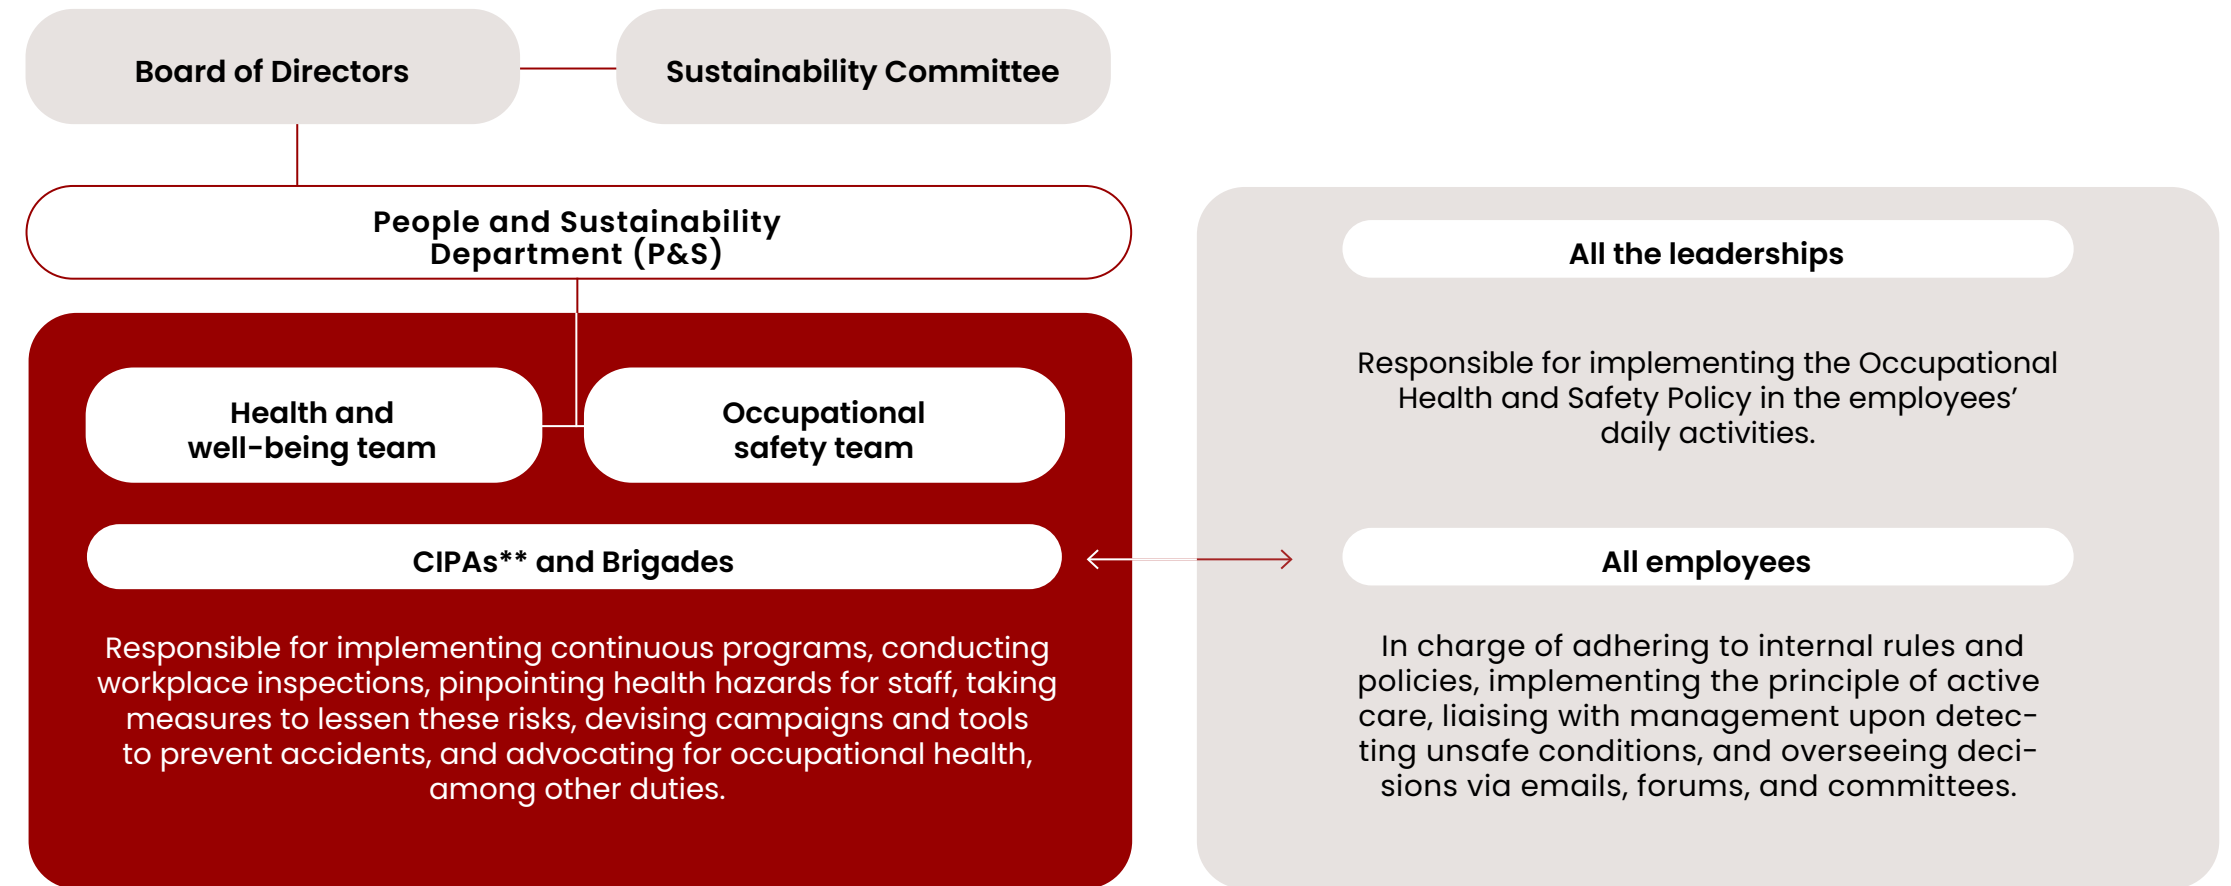 Board of Directors
Sustainability Committee
People and Sustainability
Department (P&S)
Health and
well-being team
Occupational
safety team
CIPAs** and Brigades
Responsible for implementing continuous programs, conducting
workplace inspections, pinpointing health hazards for staff, taking
measures to lessen these risks, devising campaigns and tools
to prevent accidents, and advocating for occupational health,
among other duties.
All the leaderships
Responsible for implementing the Occupational
Health and Safety Policy in the employees’
daily activities.
All employees
In charge of adhering to internal rules and
policies, implementing the principle of active
care, liaising with management upon detec-
ting unsafe conditions, and overseeing deci-
sions via emails, forums, and committees.